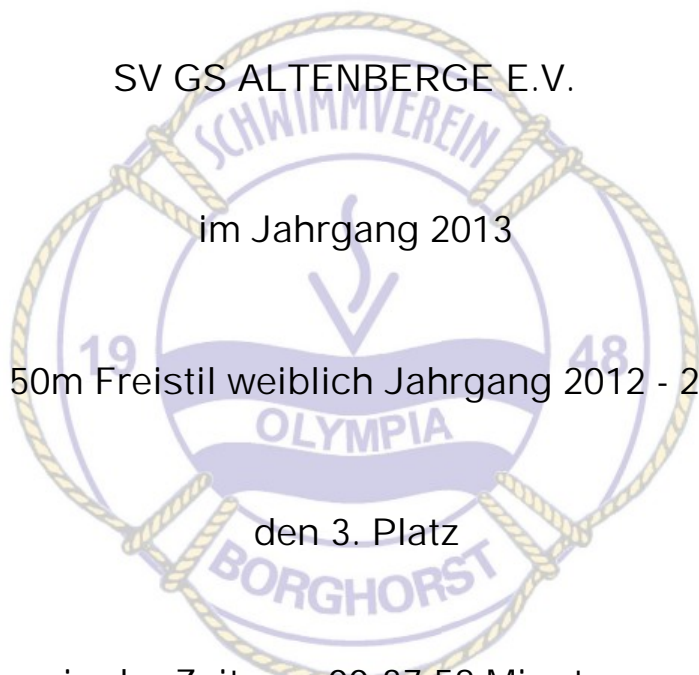 SV GS ALTENBERGE E.V.
SCHWIMMVEREIN
im Jahrgang 2013
19 48
50m Freistil weiblich Jahrgang 2012 - 2
OLYMPIA
den 3. Platz
BORGHORST